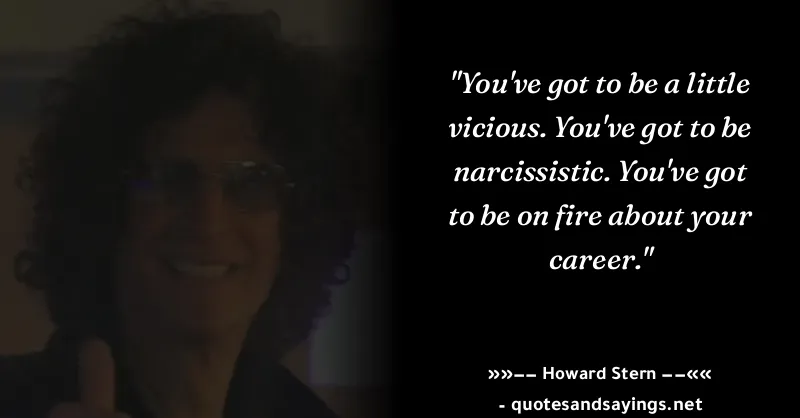 "You've got to be a little
vicious. You've got to be
narcissistic. You've got
to be on fire about your
career."
»»-- Howard Stern --««
- quotesandsayings.net